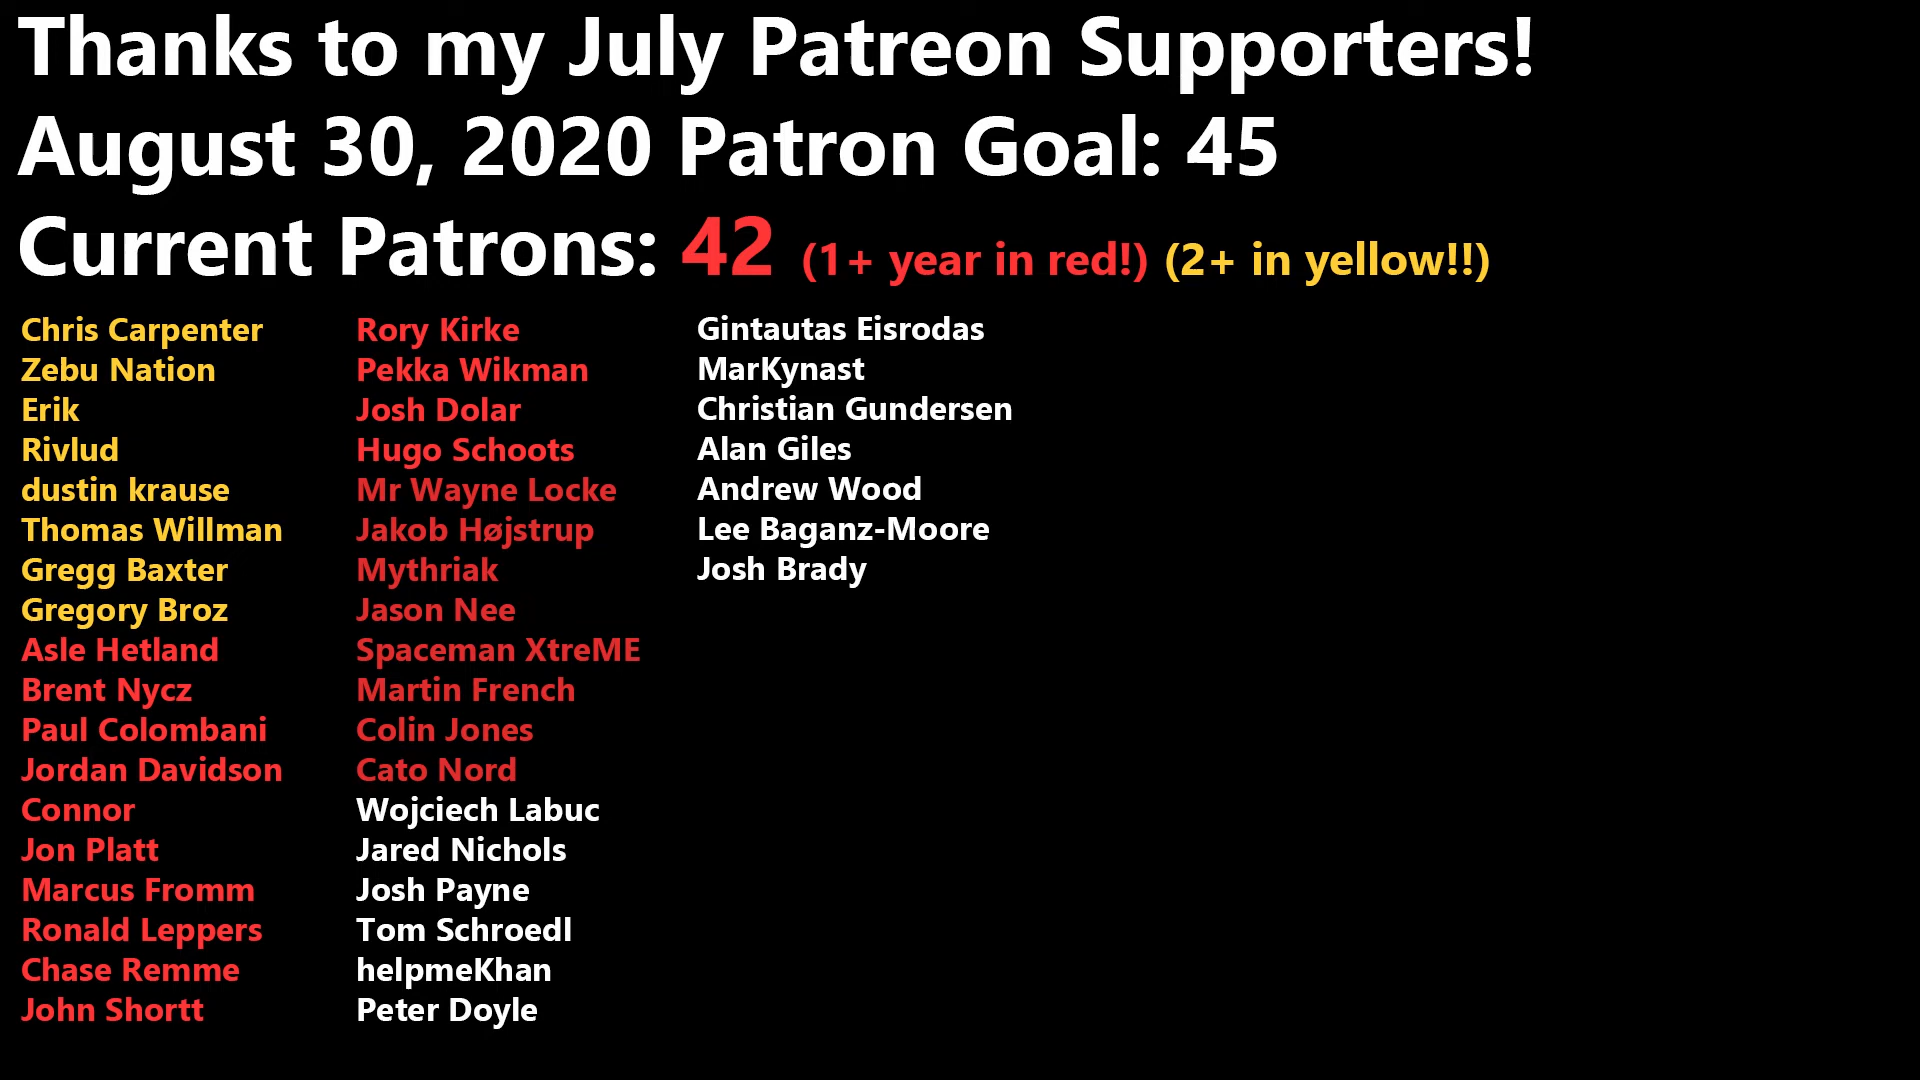 Thanks to my July Patreon Supporters!
August 30, 2020 Patron Goal: 45
Current Patrons: 42 (1+ year in red!) (2+ in yellow!!)
Chris Carpenter
Zebu Nation
Erik
Rivlud
dustin krause
Thomas Willman
Gregg Baxter
Gregory Broz
Asle Hetland
Brent Nycz
Paul Colombani
Jordan Davidson
Connor
Jon Platt
Marcus Fromm
Ronald Leppers
Chase Remme
John Shortt
Rory Kirke
Pekka Wikman
Josh Dolar
Hugo Schoots
Mr Wayne Locke
Jakob Højstrup
Mythriak
Jason Nee
Spaceman XtreME
Martin French
Colin Jones
Cato Nord
Wojciech Labuc
Jared Nichols
Josh Payne
Tom Schroedl
helpmeKhan
Peter Doyle
Gintautas Eisrodas
MarKynast
Christian Gundersen
Alan Giles
Andrew Wood
Lee Baganz-Moore
Josh Brady